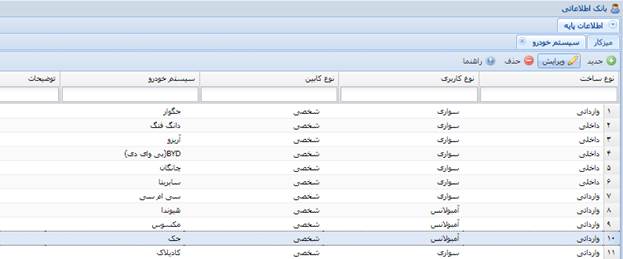 بانک اطلاعاتی
اطلاعات پایه
میزکار سیستم خودرو
جدید ویرایش حذف راهنما
نوع ساخت نوع کاربری نوع کابین سیستم خودرو توضیحات
۱ وارداتی سواری شخصی جگوار
۲ داخلی سواری شخصی دانگ فنگ
۳ داخلی سواری شخصی آریزو
۴ داخلی سواری شخصی BYD(بی وای دی)
۵ داخلی سواری شخصی چانگان
۶ داخلی سواری شخصی سابرینا
۷ وارداتی سواری شخصی سی ام سی
۸ وارداتی آمبولانس شخصی هیوندا
۹ وارداتی آمبولانس شخصی مکسوس
۱۰ وارداتی آمبولانس شخصی جک
۱۱ وارداتی سواری شخصی کادیلاک